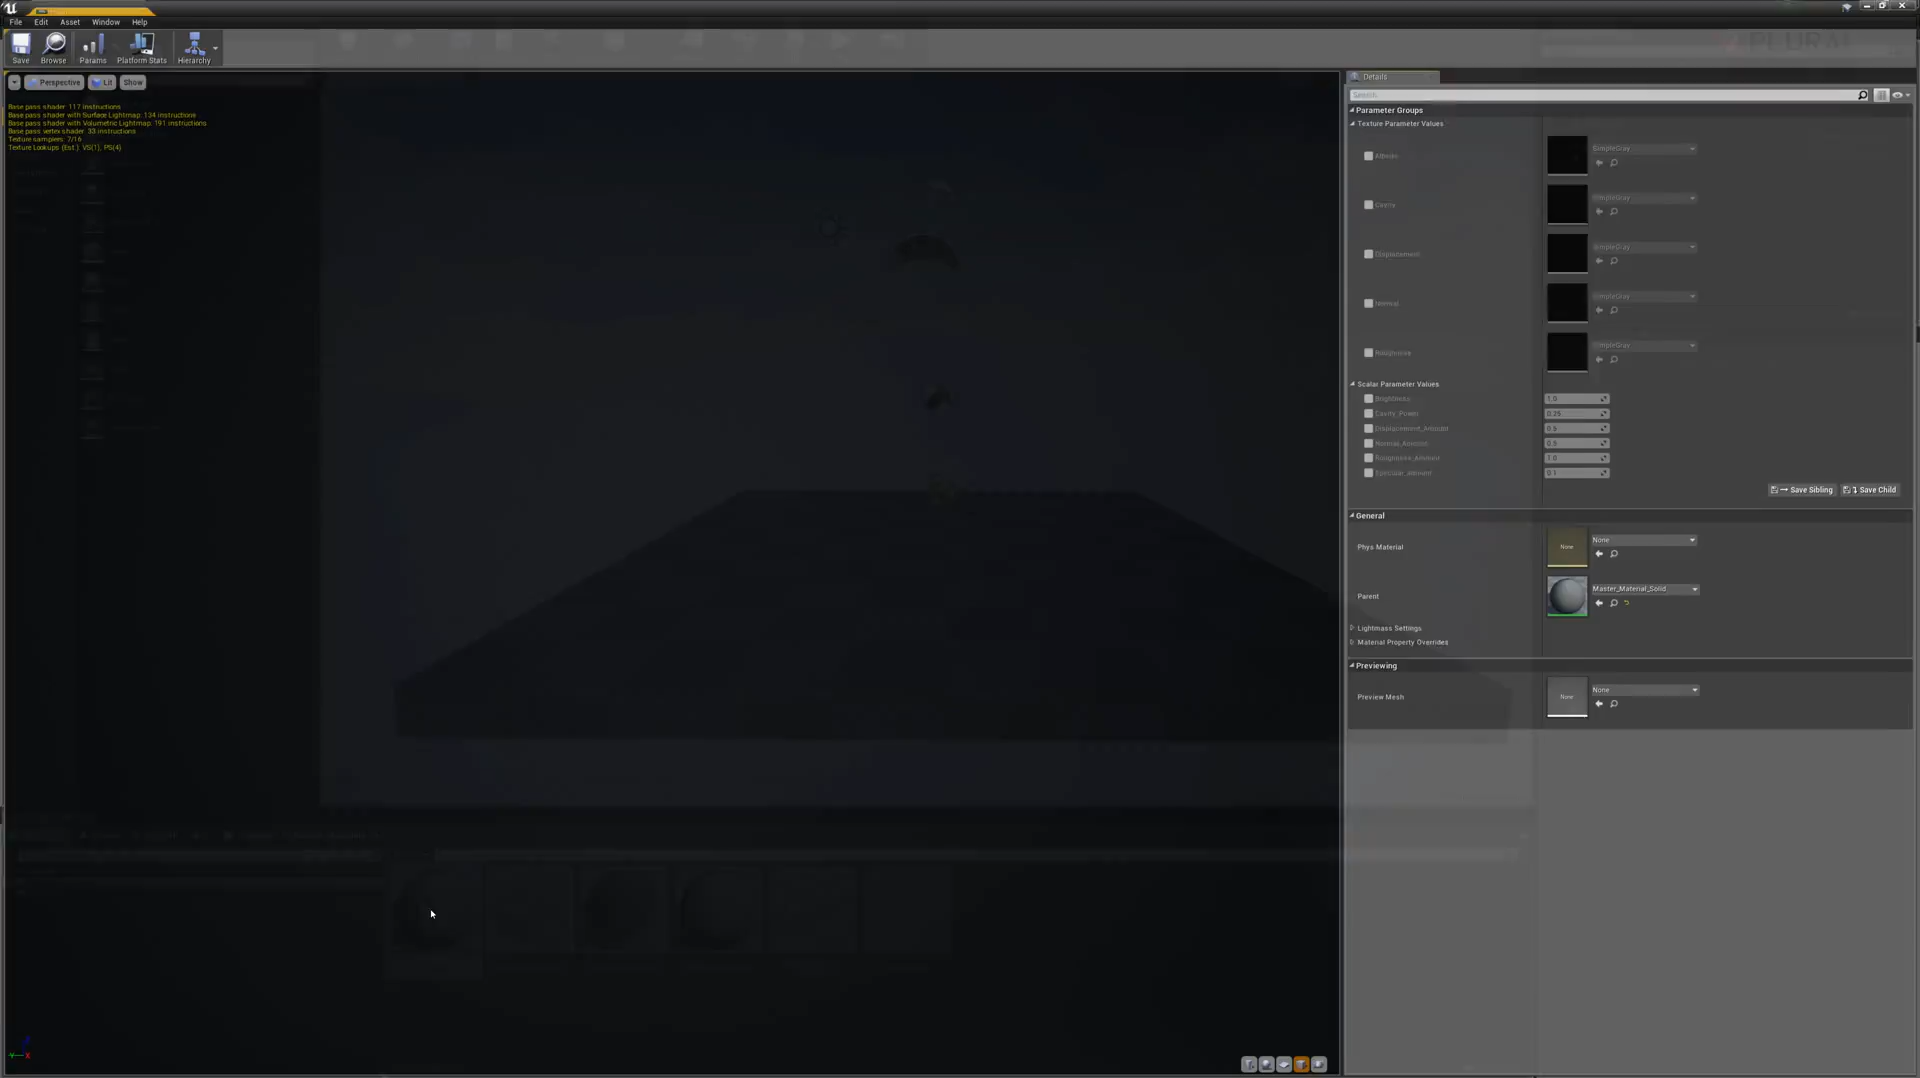 File Edit Asset Window Help
Save Browse Params Platform Stats Hierarchy
PLURAL
Perspective Lit Show
Details
Base pass shader: 117 instructions
Base pass shader with Surface Lightmap: 134 instructions
Base pass shader with Volumetric Lightmap: 191 instructions
Base pass vertex shader: 33 instructions
Texture samplers: 7/16
Texture Lookups (Est.): VS(1), PS(4)
Search
Parameter Groups
Texture Parameter Values
Albedo SimpleGray
SimpleGray
Displacement SimpleGray
Normal SimpleGray
Roughness SimpleGray
Scalar Parameter Values
Brightness 1.0
Cavity_Power 0.25
Displacement_Amount 0.5
Normal_Amount 0.5
Roughness_Amount 1.0
Specular_Amount 0.1
Save Sibling Save Child
General
Phys Material None None
Parent Master_Material_Solid
Lightmass Settings
Material Property Overrides
Previewing
Preview Mesh None None